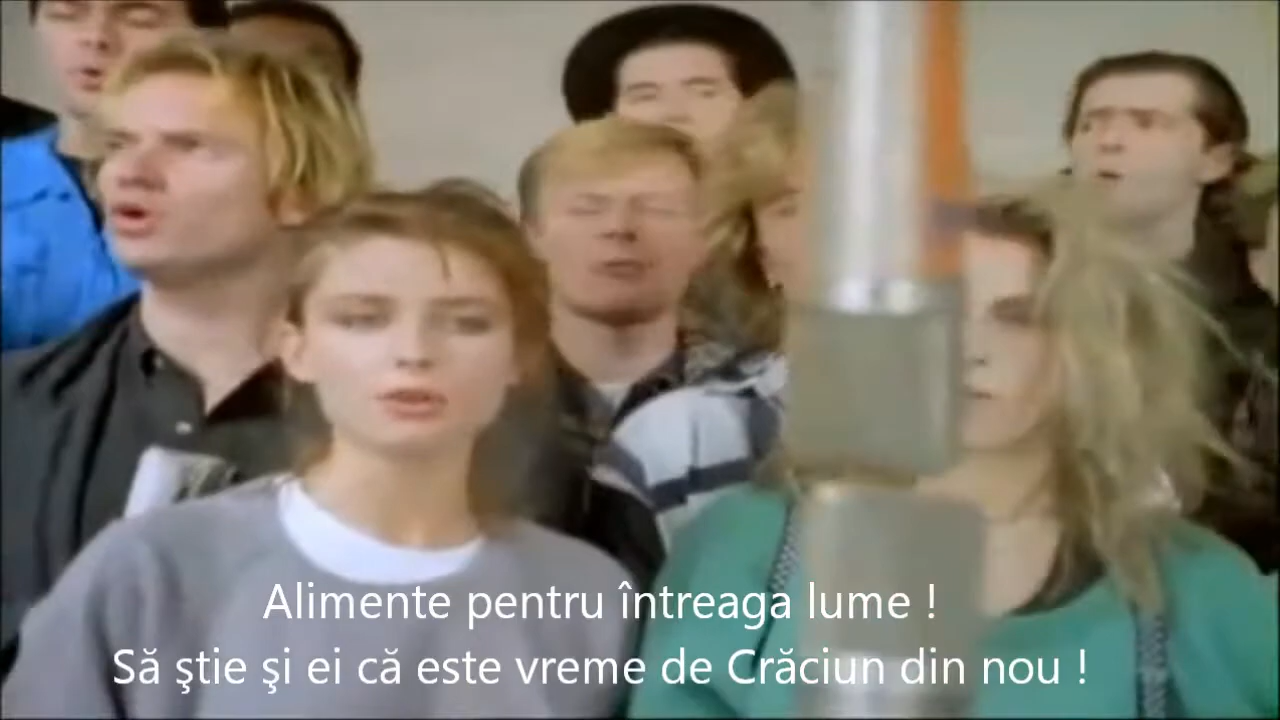 Alimente pentru întreaga lume !
Să ştie şi ei că este vreme de Crăciun din nou !